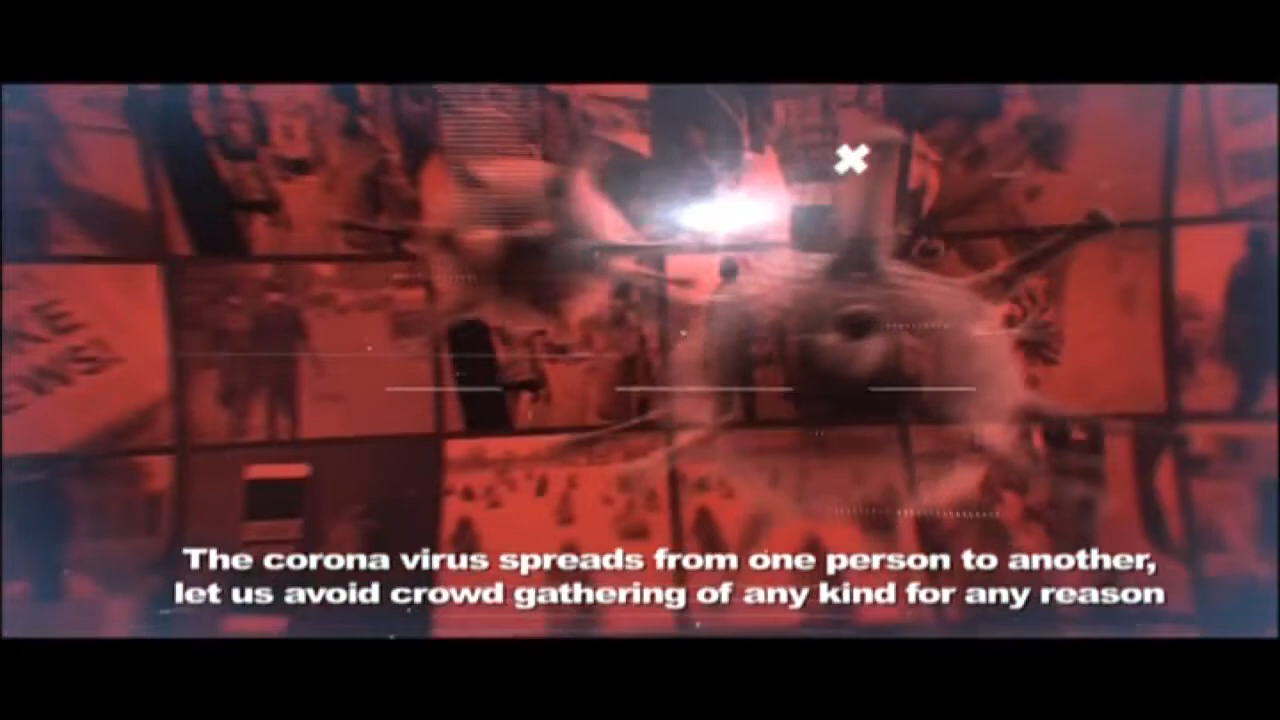 The corona virus spreads from one person to another,
let us avoid crowd gathering of any kind for any reason